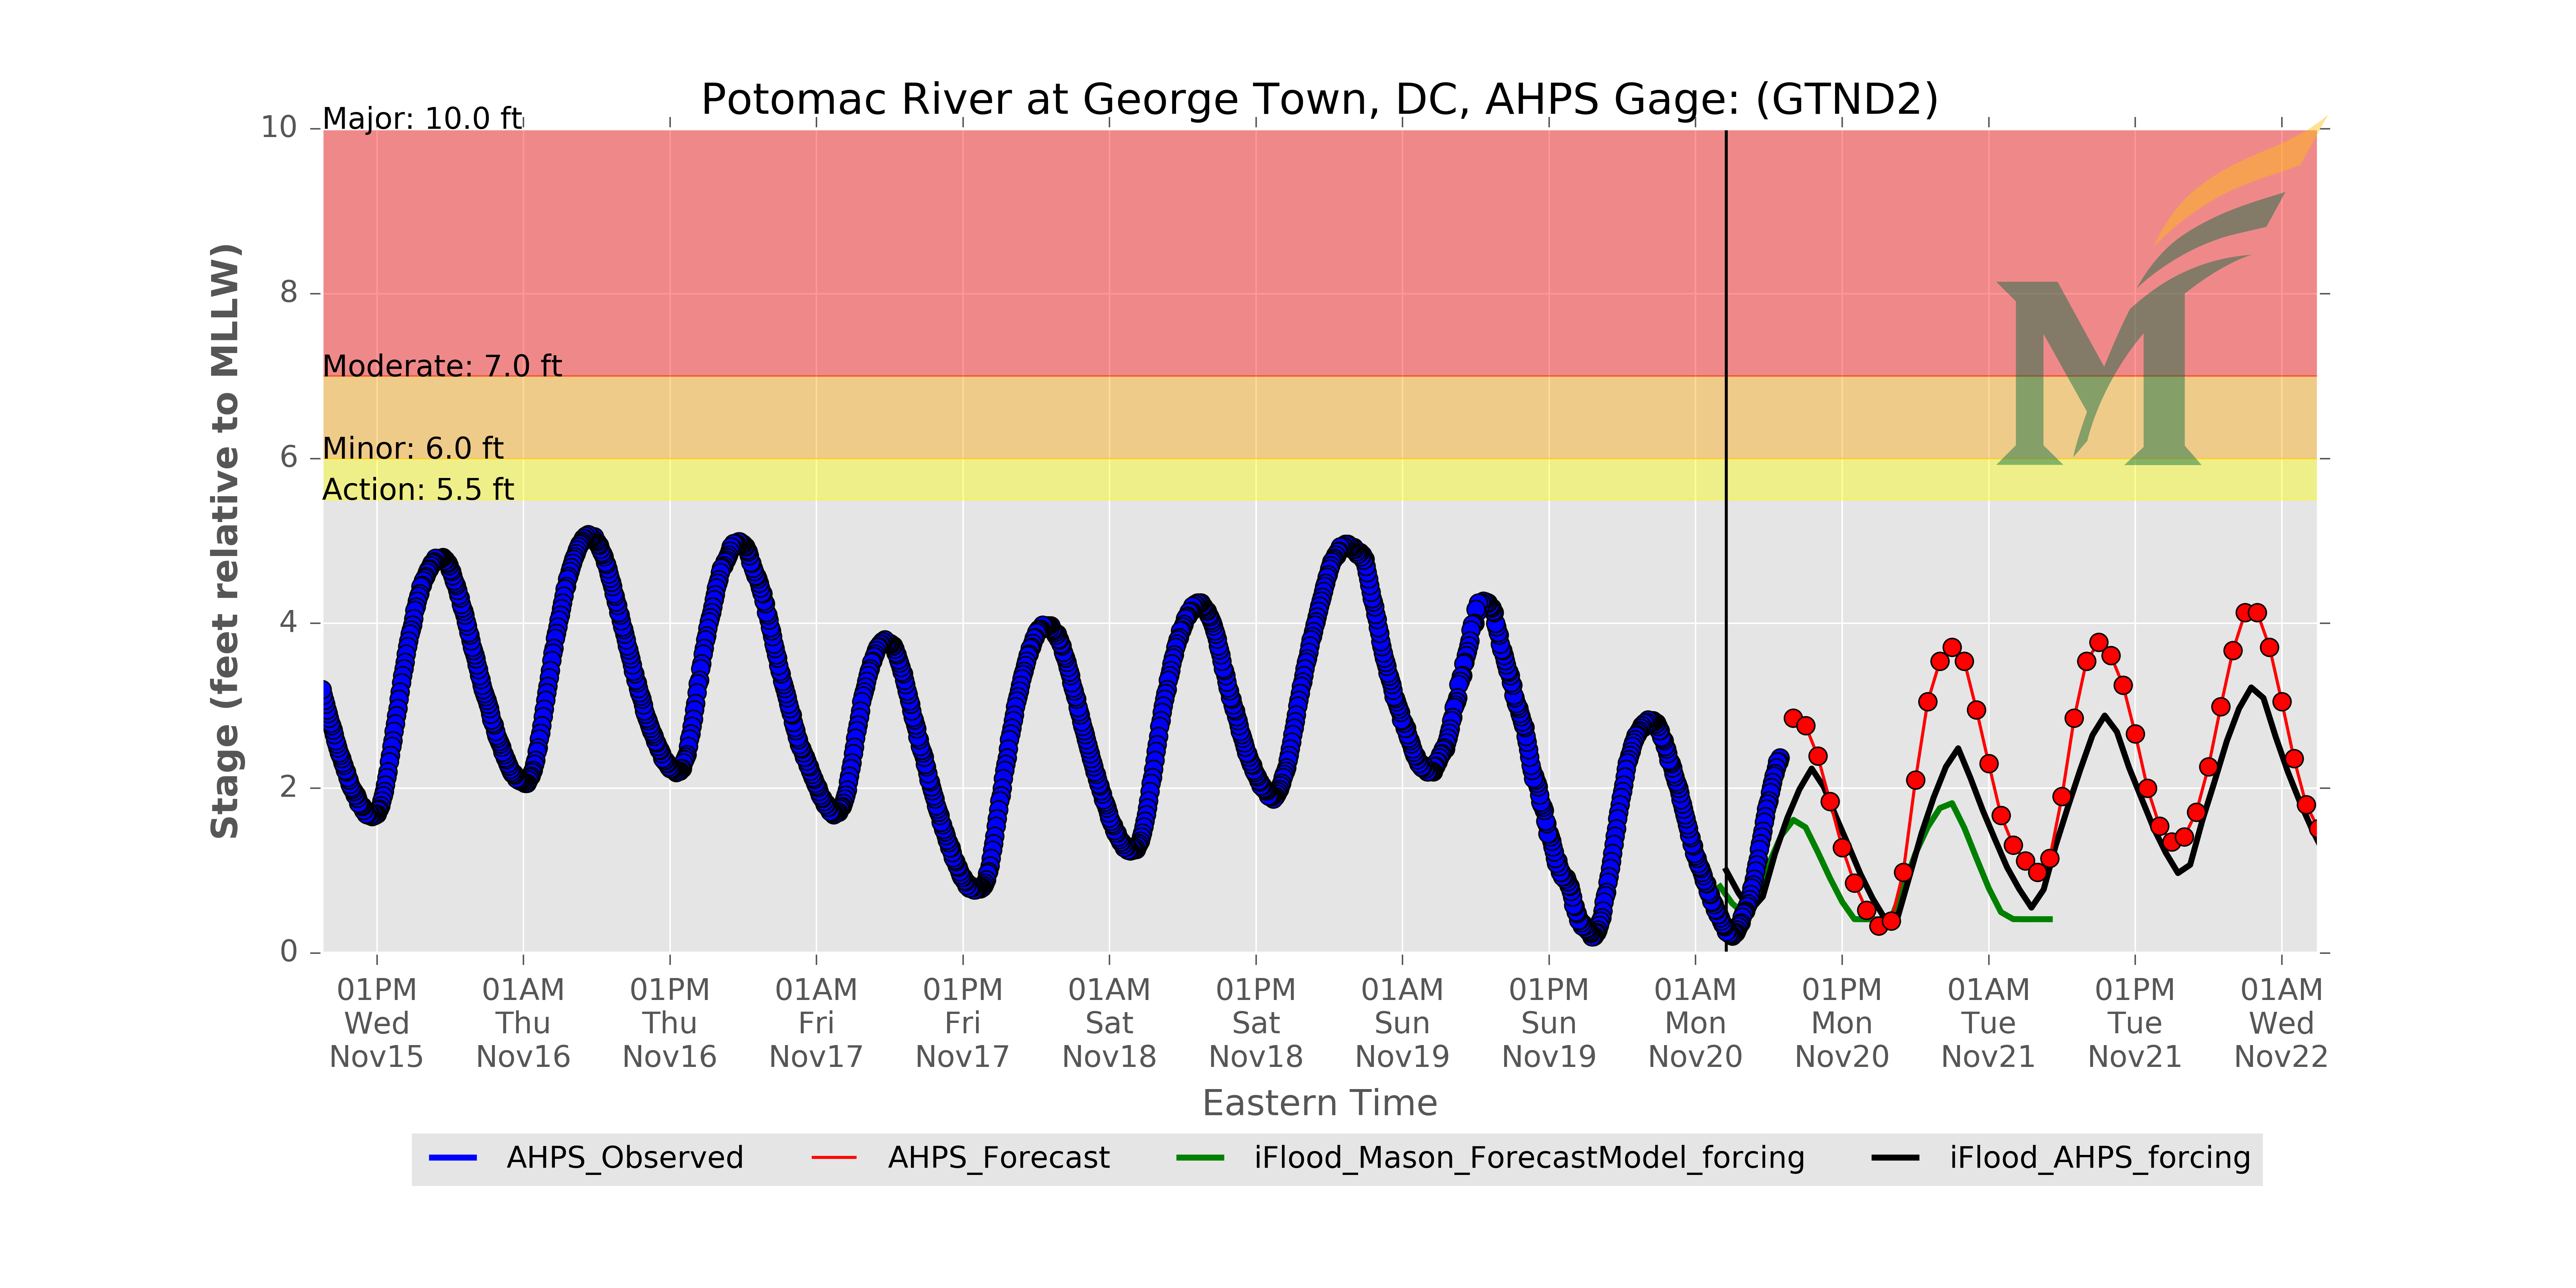 Potomac River at George Town, DC, AHPS Gage: (GTND2)
Major: 10.0 ft
Moderate: 7.0 ft
Minor: 6.0 ft
Action: 5.5 ft
Stage (feet relative to MLLW)
10
8
6
4
2
0
01PM Wed Nov15
01AM Thu Nov16
01PM Thu Nov16
01AM Fri Nov17
01PM Fri Nov17
01AM Sat Nov18
01PM Sat Nov18
01AM Sun Nov19
01PM Sun Nov19
01AM Mon Nov20
01PM Mon Nov20
01AM Tue Nov21
01PM Tue Nov21
01AM Wed Nov22
Eastern Time
AHPS_Observed
AHPS_Forecast
iFlood_Mason_ForecastModel_forcing
iFlood_AHPS_forcing
M